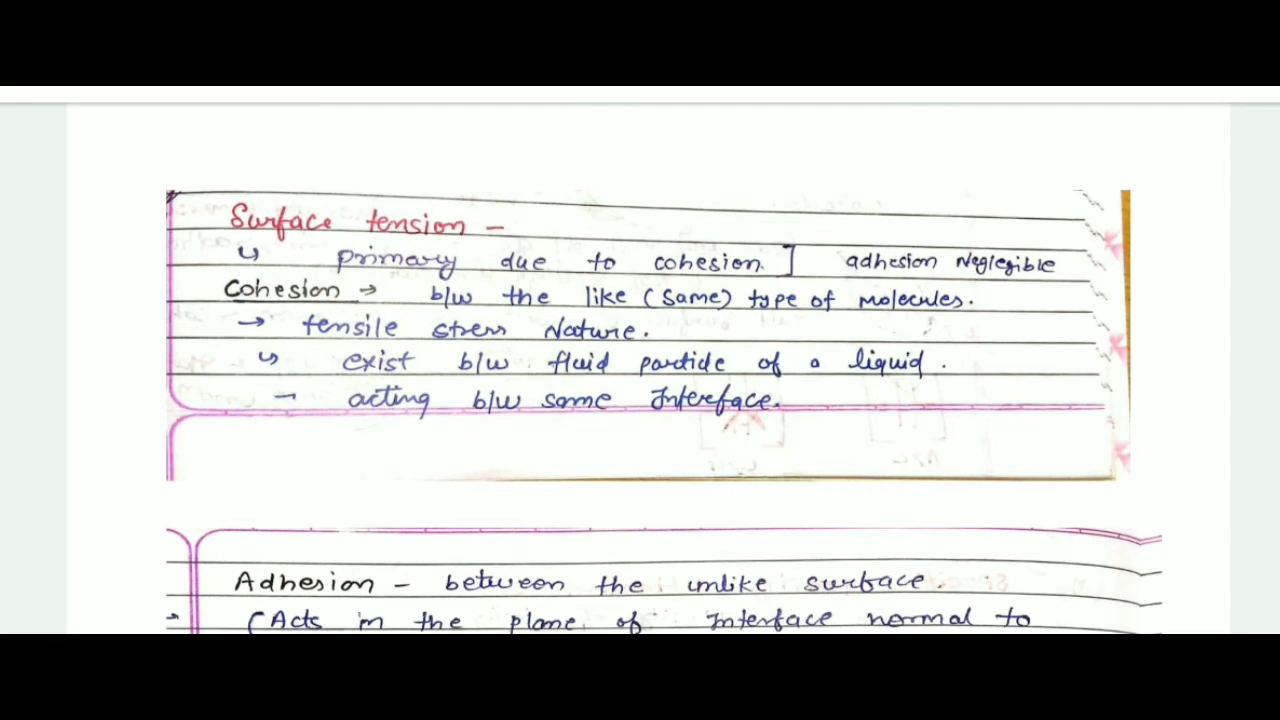 Surface tension -
↳ primary due to cohesion. ] adhesion Neglegible
Cohesion → b/w the like (same) type of molecules.
→ tensile stress Nature.
↳ exist b/w fluid particle of a liquid.
→ acting b/w same Interface.
Adhesion - between the unlike surface.
→ (Acts in the plane of Interface normal to